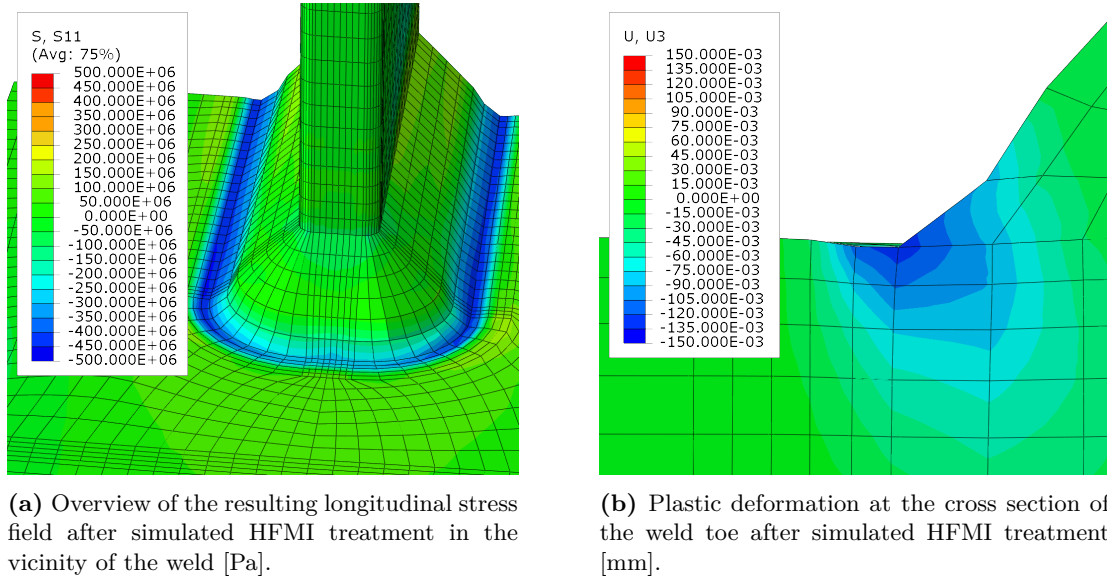 S, S11
(Avg: 75%)
500.000E+06
450.000E+06
400.000E+06
350.000E+06
300.000E+06
250.000E+06
200.000E+06
150.000E+06
100.000E+06
50.000E+06
0.000E+00
-50.000E+06
-100.000E+06
-150.000E+06
-200.000E+06
-250.000E+06
-300.000E+06
-350.000E+06
-400.000E+06
-450.000E+06
-500.000E+06
U, U3
150.000E-03
135.000E-03
120.000E-03
105.000E-03
90.000E-03
75.000E-03
60.000E-03
45.000E-03
30.000E-03
15.000E-03
0.000E+00
-15.000E-03
-30.000E-03
-45.000E-03
-60.000E-03
-75.000E-03
-90.000E-03
-105.000E-03
-120.000E-03
-135.000E-03
-150.000E-03
(a) Overview of the resulting longitudinal stress
field after simulated HFMI treatment in the
vicinity of the weld [Pa].
(b) Plastic deformation at the cross section of
the weld toe after simulated HFMI treatment
[mm].